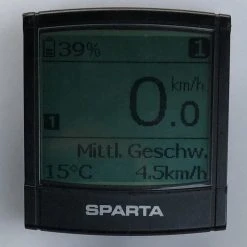 39% 1
km/h
0.0
1
Mittl. Geschw.
15°C 4.5km/h
SPARTA